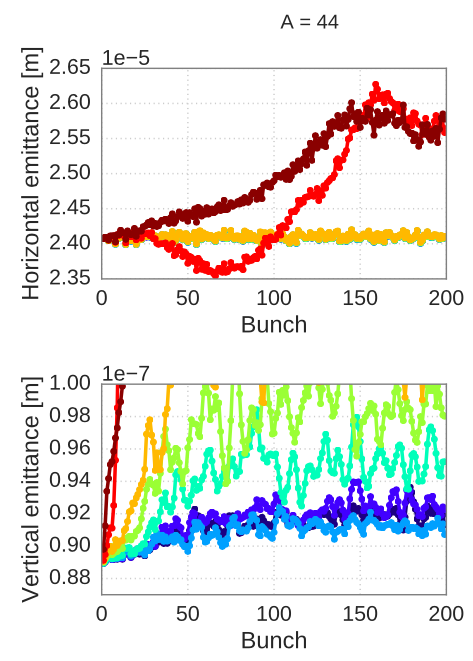 A = 44
1e−5
Horizontal emittance [m]
2.65
2.60
2.55
2.50
2.45
2.40
2.35
0 50 100 150 200
Bunch
1e−7
Vertical emittance [m]
1.00
0.98
0.96
0.94
0.92
0.90
0.88
0 50 100 150 200
Bunch